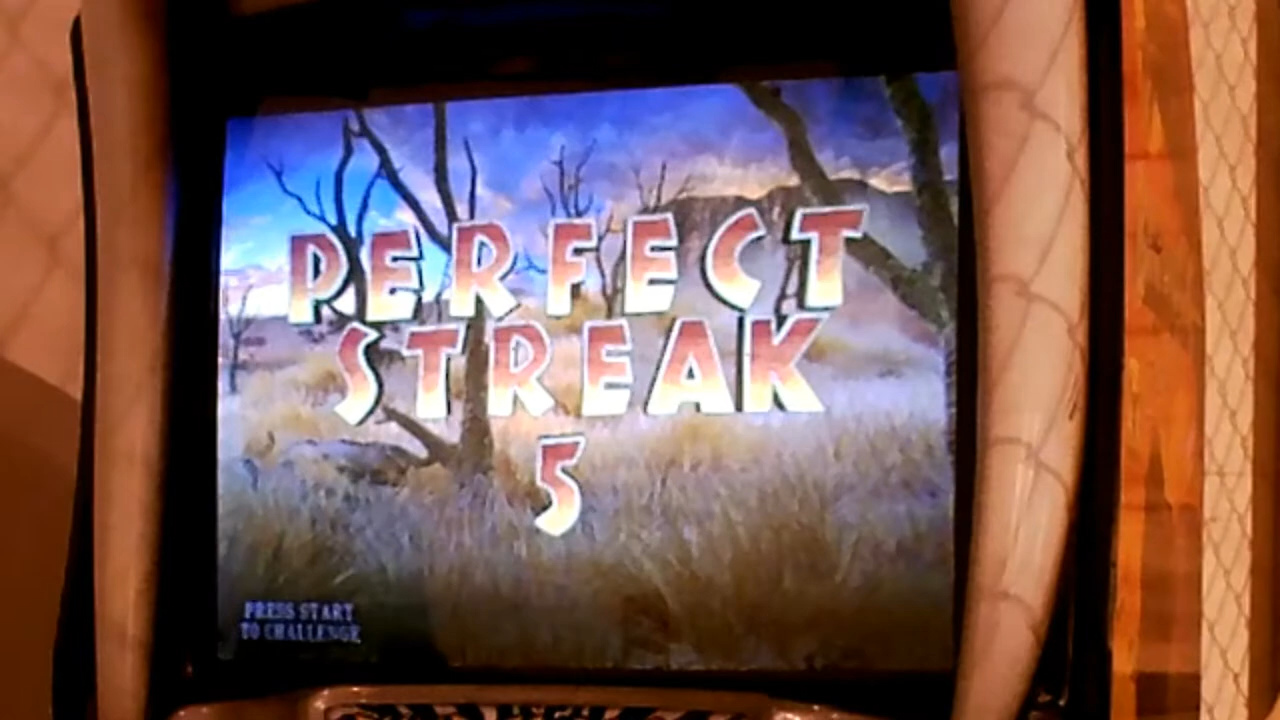 PERFECT
STREAK
5
PRESS START
TO CHALLENGE